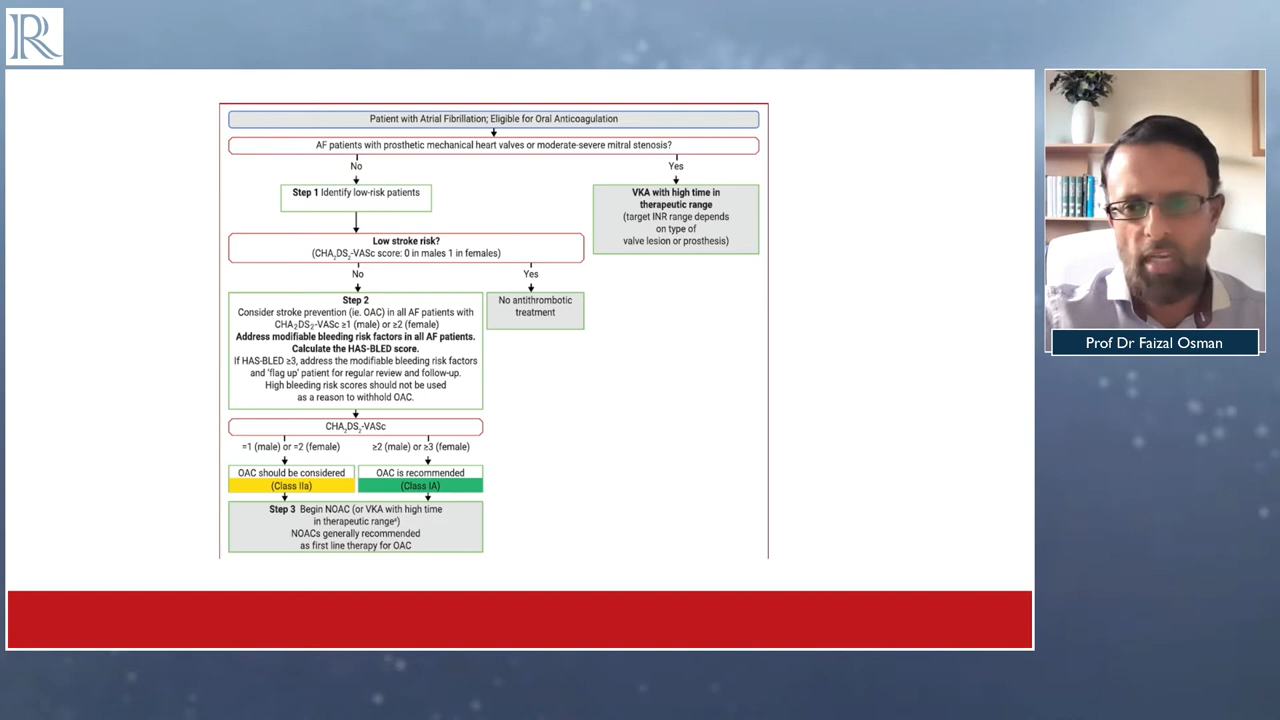 R
Patient with Atrial Fibrillation; Eligible for Oral Anticoagulation
AF patients with prosthetic mechanical heart valves or moderate-severe mitral stenosis?
No
Yes
Step 1 Identify low-risk patients
VKA with high time in
therapeutic range
(target INR range depends
on type of
valve lesion or prosthesis)
Low stroke risk?
(CHA₂DS₂-VASc score: 0 in males 1 in females)
No
Yes
Step 2
Consider stroke prevention (ie. OAC) in all AF patients with
CHA₂DS₂-VASc ≥1 (male) or ≥2 (female)
Address modifiable bleeding risk factors in all AF patients.
Calculate the HAS-BLED score.
If HAS-BLED ≥3, address the modifiable bleeding risk factors
and 'flag up' patient for regular review and follow-up.
High bleeding risk scores should not be used
as a reason to withhold OAC.
No antithrombotic
treatment
CHA₂DS₂-VASc
=1 (male) or =2 (female)
≥2 (male) or ≥3 (female)
OAC should be considered
(Class IIa)
OAC is recommended
(Class IA)
Step 3 Begin NOAC (or VKA with high time
in therapeutic rangeᵃ)
NOACs generally recommended
as first line therapy for OAC
Prof Dr Faizal Osman